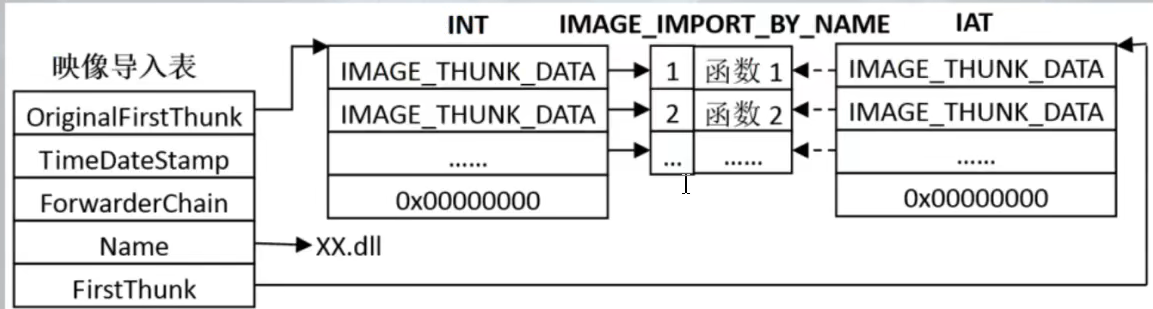 INT IMAGE_IMPORT_BY_NAME IAT
映像导入表
OriginalFirstThunk
TimeDateStamp
ForwarderChain
Name
FirstThunk
IMAGE_THUNK_DATA
IMAGE_THUNK_DATA
......
0x00000000
XX.dll
1 函数 1
2 函数 2
... ......
IMAGE_THUNK_DATA
IMAGE_THUNK_DATA
......
0x00000000